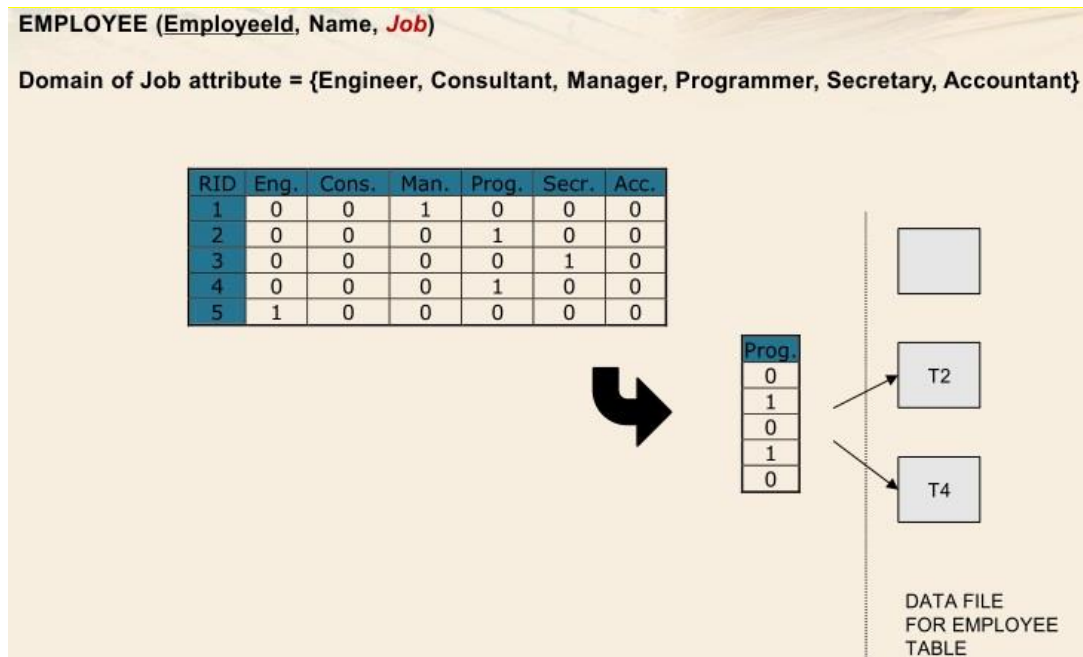 EMPLOYEE (EmployeeId, Name, Job)
Domain of Job attribute = {Engineer, Consultant, Manager, Programmer, Secretary, Accountant}
RID Eng. Cons. Man. Prog. Secr. Acc.
1 0 0 1 0 0 0
2 0 0 0 1 0 0
3 0 0 0 0 1 0
4 0 0 0 1 0 0
5 1 0 0 0 0 0
Prog.
0
1
0
1
0
T2
T4
DATA FILE
FOR EMPLOYEE
TABLE